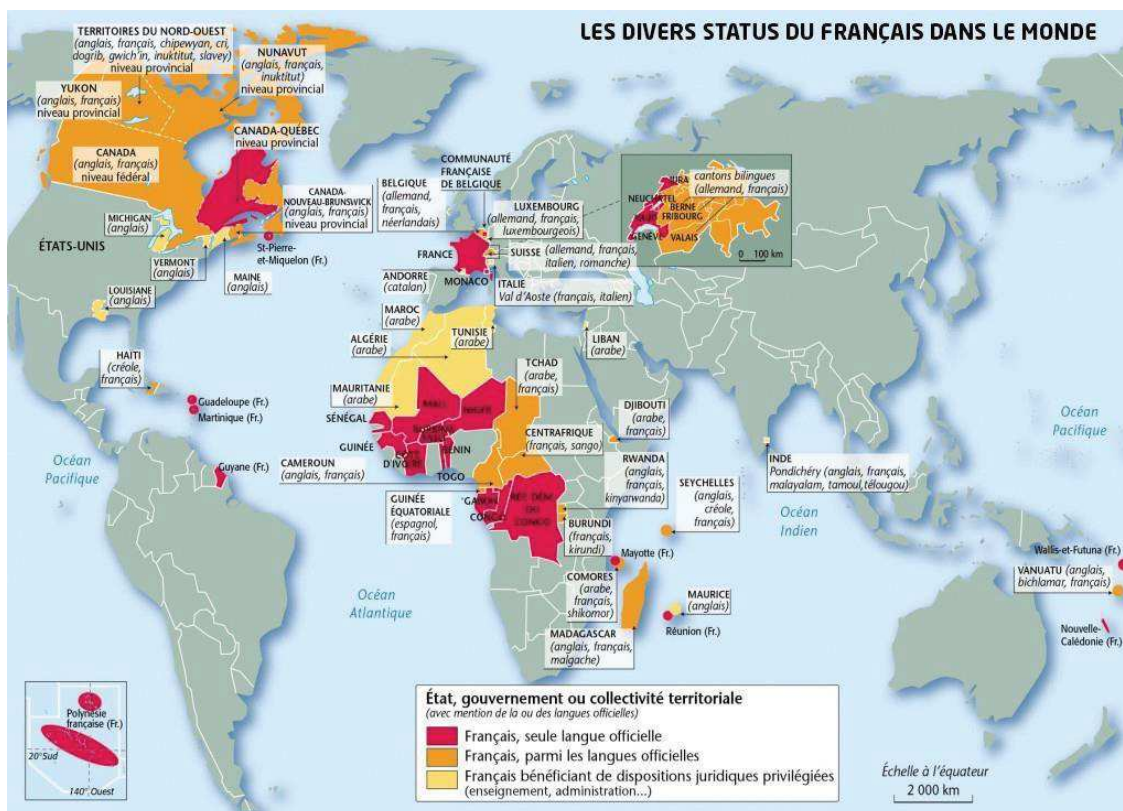 LES DIVERS STATUS DU FRANÇAIS DANS LE MONDE
TERRITOIRES DU NORD-OUEST
(anglais, français, chipewyan, cri,
dogrib, gwich'in, inuktitut, slavey)
niveau provincial
NUNAVUT
(anglais, français,
inuktitut)
niveau provincial
YUKON
(anglais, français)
niveau provincial
CANADA-QUÉBEC
niveau provincial
CANADA
(anglais, français)
niveau fédéral
CANADA-
NOUVEAU-BRUNSWICK
(anglais, français)
niveau provincial
MICHIGAN
(anglais)
ÉTATS-UNIS
VERMONT
(anglais)
MAINE
(anglais)
St-Pierre-
et-Miquelon (Fr.)
LOUISIANE
(anglais)
HAÏTI
(créole,
français)
Guadeloupe (Fr.)
Martinique (Fr.)
Guyane (Fr.)
COMMUNAUTÉ
FRANÇAISE
DE BELGIQUE
BELGIQUE
(allemand,
français,
néerlandais)
LUXEMBOURG
(allemand, français,
luxembourgeois)
FRANCE
SUISSE (allemand, français,
italien, romanche)
ANDORRE
(catalan)
MONACO
ITALIE
Val d'Aoste (français, italien)
JURA
cantons bilingues
(allemand, français)
NEUCHÂTEL
BERNE
FRIBOURG
VAUD
GENÈVE
VALAIS
0 100 km
MAROC
(arabe)
ALGÉRIE
(arabe)
TUNISIE
(arabe)
LIBAN
(arabe)
MAURITANIE
(arabe)
TCHAD
(arabe,
français)
SÉNÉGAL
MALI
NIGER
BURKINA
FASO
GUINÉE
CÔTE
D'IVOIRE
BÉNIN
TOGO
DJIBOUTI
(arabe,
français)
CENTRAFRIQUE
(français, sango)
CAMEROUN
(anglais, français)
RWANDA
(anglais,
français,
kinyarwanda)
GUINÉE
ÉQUATORIALE
(espagnol,
français)
GABON
CONGO
RÉP. DÉM.
DU
CONGO
BURUNDI
(français,
kirundi)
SEYCHELLES
(anglais,
créole,
français)
INDE
Pondichéry (anglais, français,
malayalam, tamoul, télougou)
Mayotte (Fr.)
COMORES
(arabe,
français,
shikomor)
MADAGASCAR
(anglais, français,
malgache)
MAURICE
(anglais)
Réunion (Fr.)
Wallis-et-Futuna (Fr.)
VANUATU (anglais,
bichlamar, français)
Nouvelle-
Calédonie (Fr.)
Océan
Pacifique
Océan
Atlantique
Océan
Indien
Océan
Pacifique
Polynésie
française (Fr.)
20° Sud
140° Ouest
État, gouvernement ou collectivité territoriale
(avec mention de la ou des langues officielles)
Français, seule langue officielle
Français, parmi les langues officielles
Français bénéficiant de dispositions juridiques privilégiées
(enseignement, administration...)
Échelle à l'équateur
2 000 km